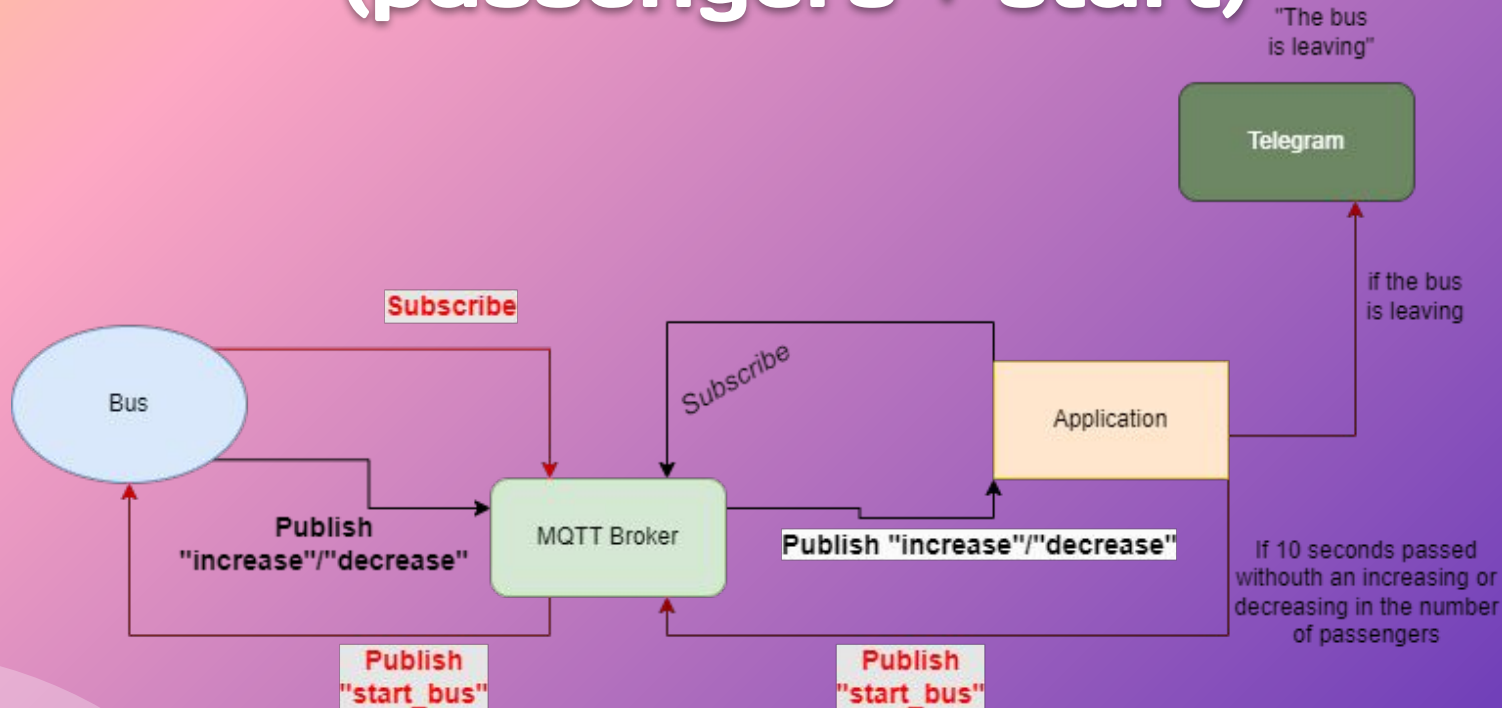 (passengers + start)
"The bus
is leaving"
Telegram
if the bus
is leaving
Subscribe
Subscribe
Bus
Application
Publish
"increase"/"decrease"
MQTT Broker
Publish "increase"/"decrease"
If 10 seconds passed
withouth an increasing or
decreasing in the number
of passengers
Publish
"start_bus"
Publish
"start_bus"